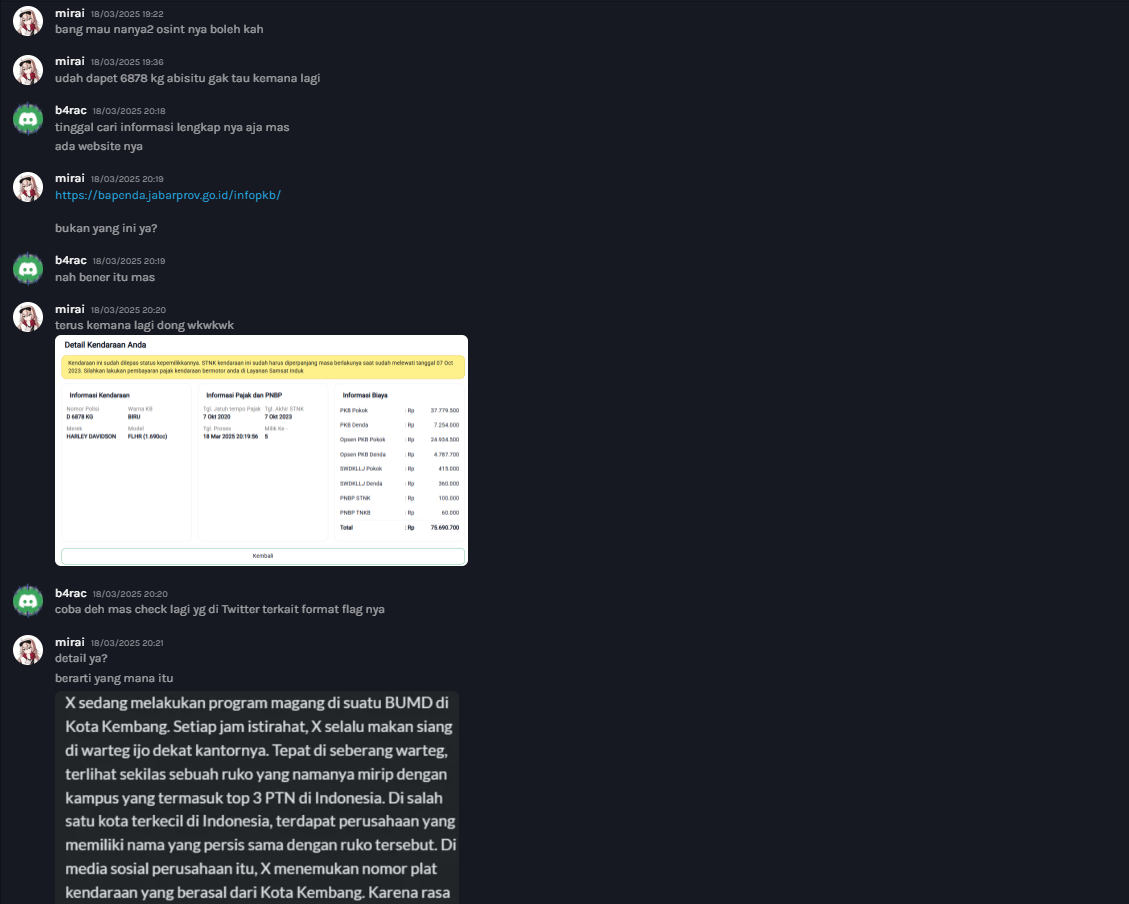 mirai 18/03/2025 19:22
bang mau nanya2 osint nya boleh kah
mirai 18/03/2025 19:36
udah dapet 6878 kg abisitu gak tau kemana lagi
b4rac 18/03/2025 20:18
tinggal cari informasi lengkap nya aja mas
ada website nya
mirai 18/03/2025 20:19
https://bapenda.jabarprov.go.id/infopkb/
bukan yang ini ya?
b4rac 18/03/2025 20:19
nah bener itu mas
mirai 18/03/2025 20:20
terus kemana lagi dong wkwkwk
Detail Kendaraan Anda
Kendaraan ini sudah dilepas status kepemilikkannya. STNK kendaraan ini sudah harus diperpanjang masa berlakunya saat sudah melewati tanggal 07 Oct
2023. Silahkan lakukan pembayaran pajak kendaraan bermotor anda di Layanan Samsat Induk
Informasi Kendaraan
Nomor Polisi Warna KB
D 6878 KG BIRU
Merek Model
HARLEY DAVIDSON FLHR (1.690cc)
Informasi Pajak dan PNBP
Tgl. Jatuh tempo Pajak Tgl. Akhir STNK
7 Okt 2020 7 Okt 2023
Tgl. Proses Milik Ke -
18 Mar 2025 20:19:56 5
Informasi Biaya
PKB Pokok : Rp 37.779.500
PKB Denda : Rp 7.254.000
Opsen PKB Pokok : Rp 24.934.500
Opsen PKB Denda : Rp 4.787.700
SWDKLLJ Pokok : Rp 415.000
SWDKLLJ Denda : Rp 360.000
PNBP STNK : Rp 100.000
PNBP TNKB : Rp 60.000
Total : Rp 75.690.700
Kembali
b4rac 18/03/2025 20:20
coba deh mas check lagi yg di Twitter terkait format flag nya
mirai 18/03/2025 20:21
detail ya?
berarti yang mana itu
X sedang melakukan program magang di suatu BUMD di
Kota Kembang. Setiap jam istirahat, X selalu makan siang
di warteg ijo dekat kantornya. Tepat di seberang warteg,
terlihat sekilas sebuah ruko yang namanya mirip dengan
kampus yang termasuk top 3 PTN di Indonesia. Di salah
satu kota terkecil di Indonesia, terdapat perusahaan yang
memiliki nama yang persis sama dengan ruko tersebut. Di
media sosial perusahaan itu, X menemukan nomor plat
kendaraan yang berasal dari Kota Kembang. Karena rasa